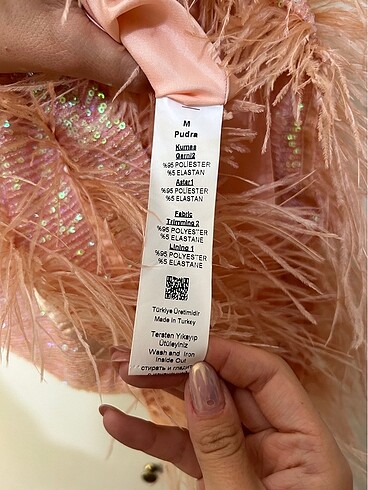 M
Pudra
Kumaş
Garni2
%95 POLİESTER
%5 ELASTAN
Astar1
%95 POLİESTER
%5 ELASTAN
Fabric
Trimming 2
%95 POLYESTER
%5 ELASTANE
Lining 1
%95 POLYESTER
%5 ELASTANE
Türkiye Üretimidir
Made in Turkey
Tersten Yıkayıp
Ütüleyiniz
Wash and Iron
Inside Out
стирать и гладить